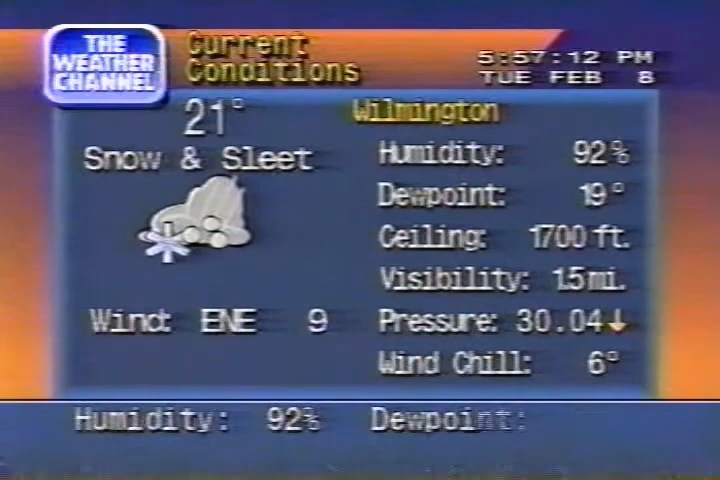 THE
WEATHER
CHANNEL
Current
Conditions
5:57:12 PM
TUE FEB 8
21°
Snow & Sleet
Wind: ENE 9
Wilmington
Humidity: 92%
Dewpoint: 19°
Ceiling: 1700 ft.
Visibility: 1.5 mi.
Pressure: 30.04↓
Wind Chill: 6°
Humidity: 92% Dewpoint: